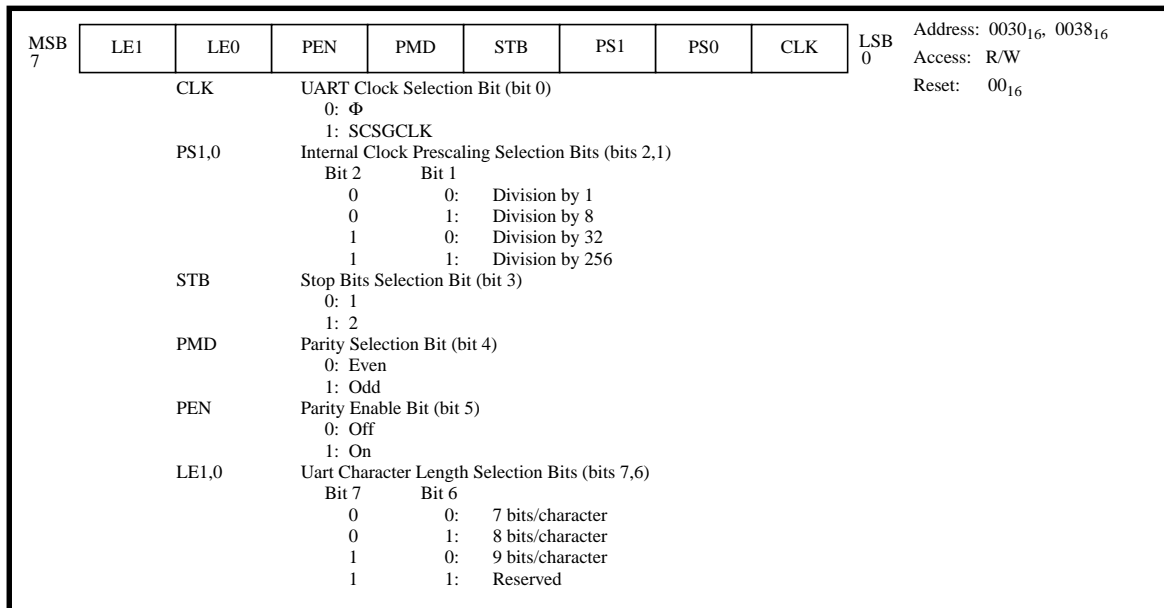 MSB 7 LE1 LE0 PEN PMD STB PS1 PS0 CLK LSB 0
Address: 0030₁₆, 0038₁₆
Access: R/W
Reset: 00₁₆
CLK UART Clock Selection Bit (bit 0)
0: Φ
1: SCSGCLK
PS1,0 Internal Clock Prescaling Selection Bits (bits 2,1)
Bit 2 Bit 1
0 0: Division by 1
0 1: Division by 8
1 0: Division by 32
1 1: Division by 256
STB Stop Bits Selection Bit (bit 3)
0: 1
1: 2
PMD Parity Selection Bit (bit 4)
0: Even
1: Odd
PEN Parity Enable Bit (bit 5)
0: Off
1: On
LE1,0 Uart Character Length Selection Bits (bits 7,6)
Bit 7 Bit 6
0 0: 7 bits/character
0 1: 8 bits/character
1 0: 9 bits/character
1 1: Reserved